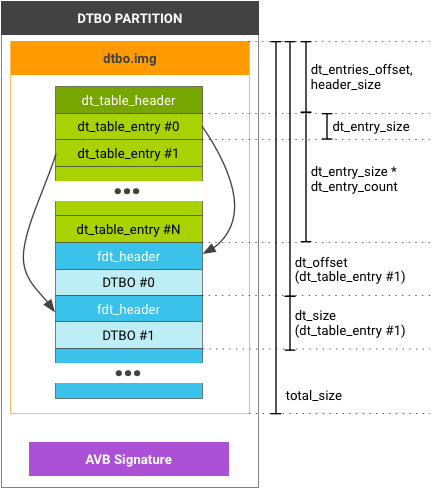 DTBO PARTITION
dtbo.img
dt_table_header
dt_table_entry #0
dt_table_entry #1
dt_table_entry #N
fdt_header
DTBO #0
fdt_header
DTBO #1
AVB Signature
dt_entries_offset,
header_size
dt_entry_size
dt_entry_size *
dt_entry_count
dt_offset
(dt_table_entry #1)
dt_size
(dt_table_entry #1)
total_size